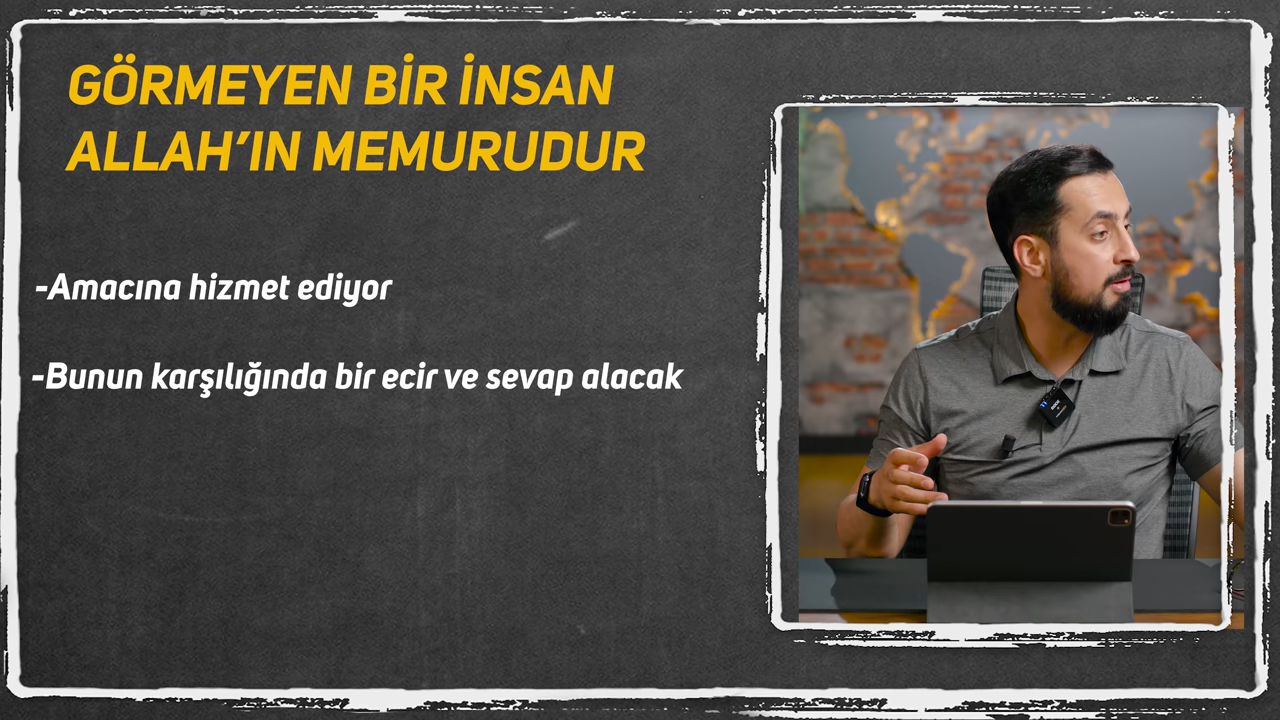 GÖRMEYEN BİR İNSAN
ALLAH'IN MEMURUDUR
-Amacına hizmet ediyor
-Bunun karşılığında bir ecir ve sevap alacak